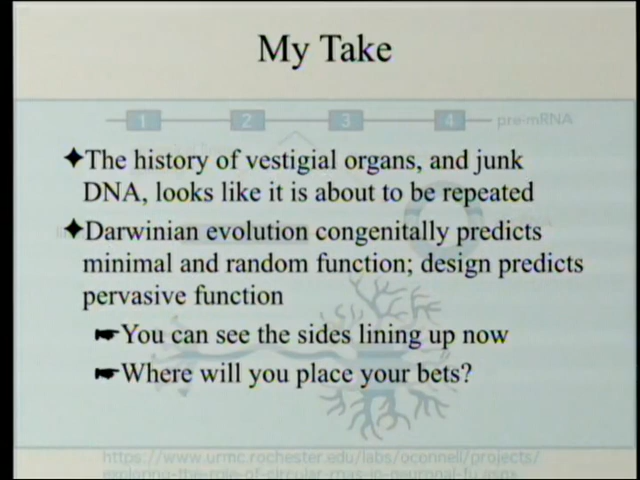 My Take
1 2 3 4 pre-mRNA
✦The history of vestigial organs, and junk
DNA, looks like it is about to be repeated
✦Darwinian evolution congenitally predicts
minimal and random function; design predicts
pervasive function
☛You can see the sides lining up now
☛Where will you place your bets?
https://www.urmc.rochester.edu/labs/oconnell/projects/